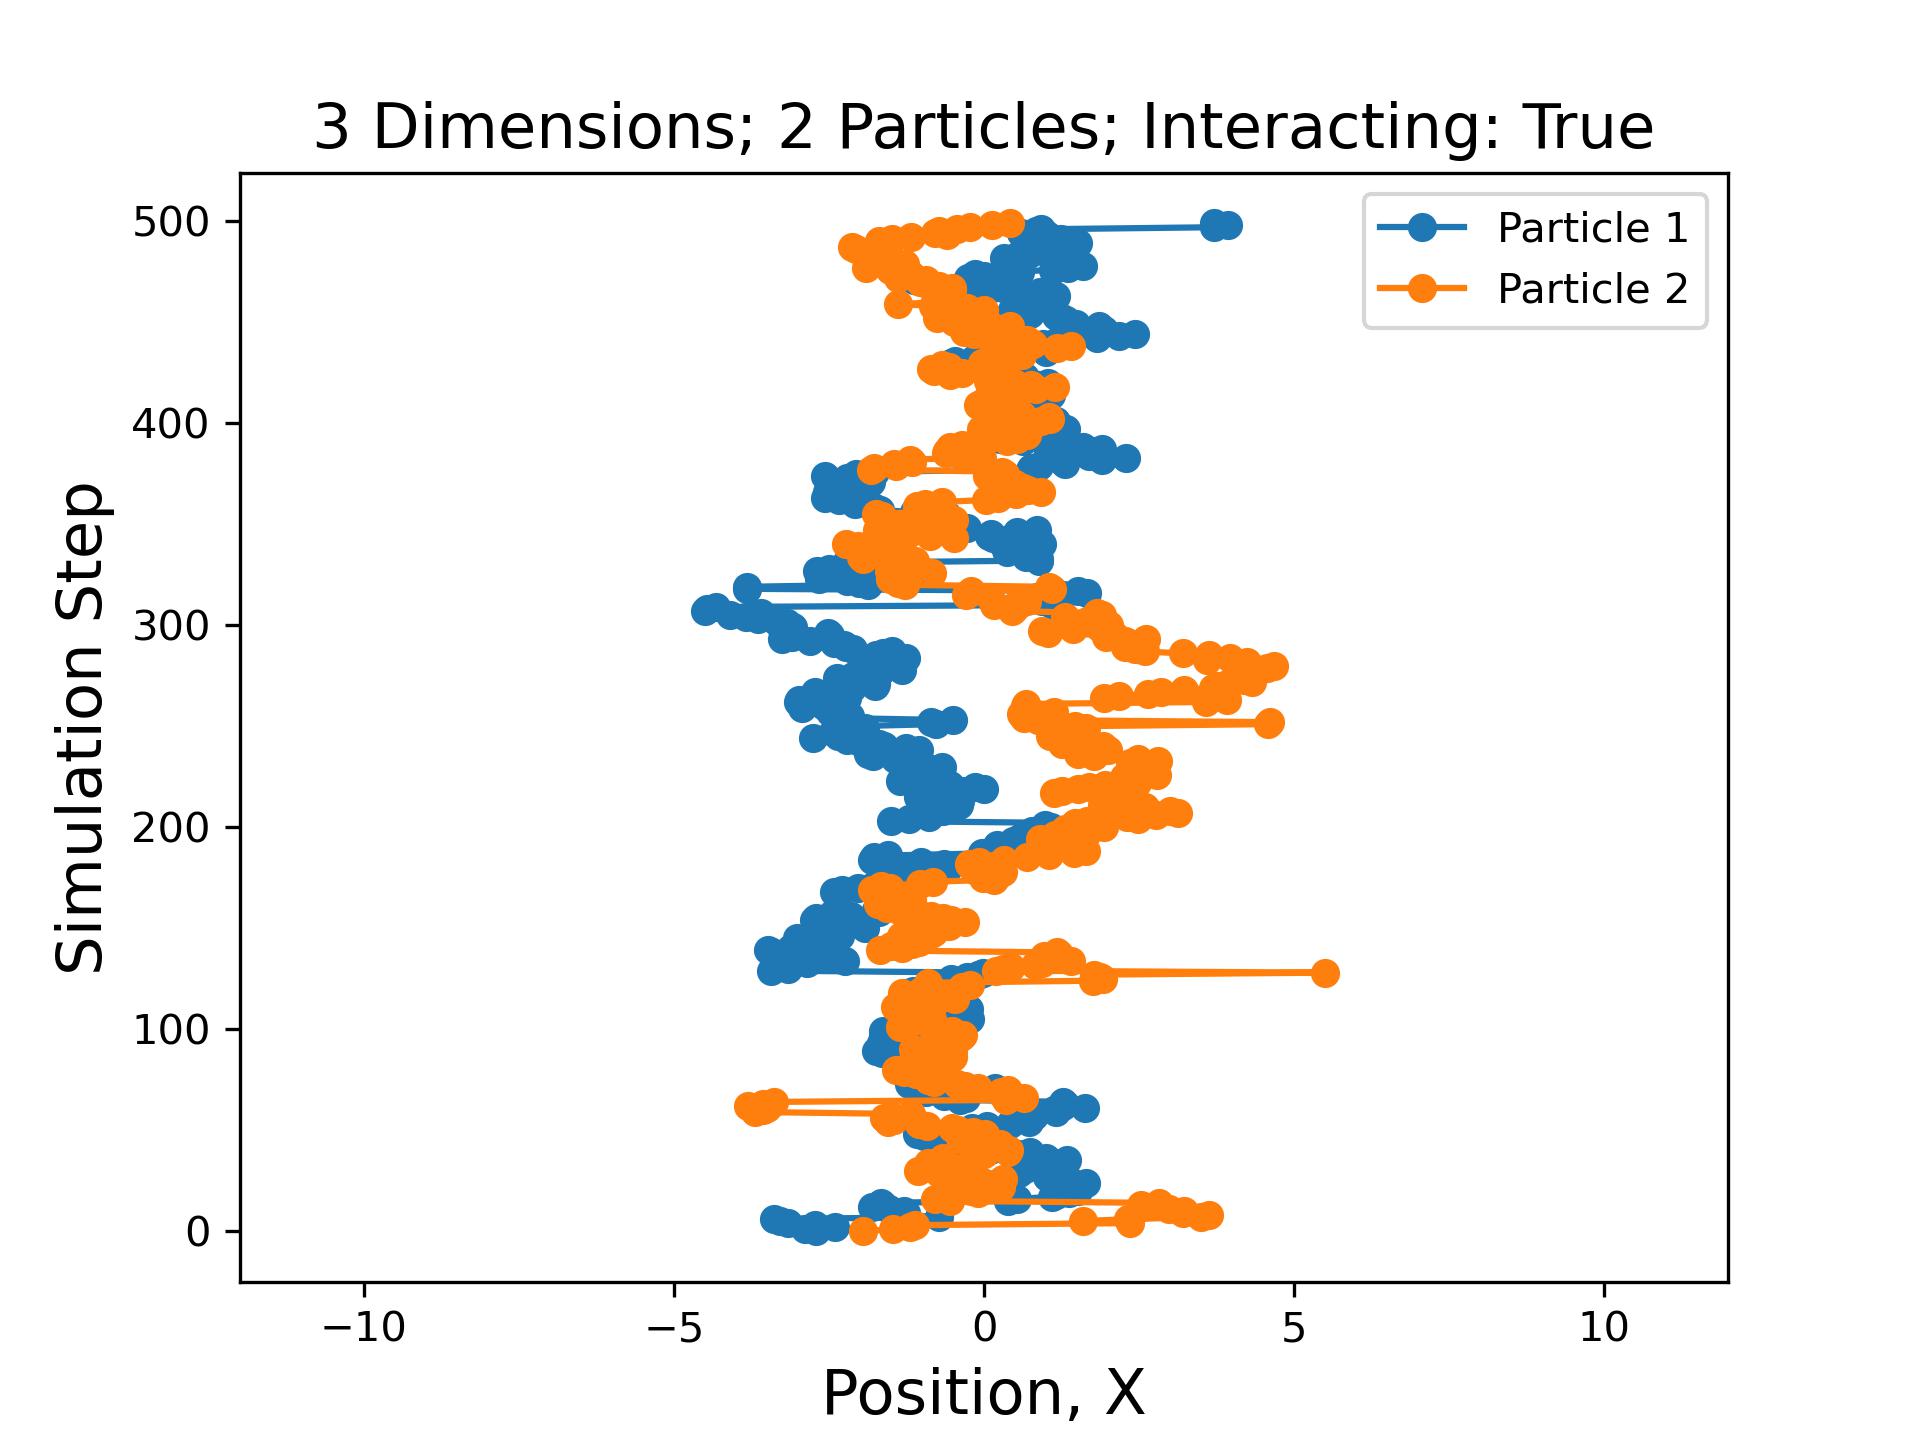 3 Dimensions; 2 Particles; Interacting: True
Particle 1
Particle 2
Simulation Step
500
400
300
200
100
0
−10
−5
0
5
10
Position, X